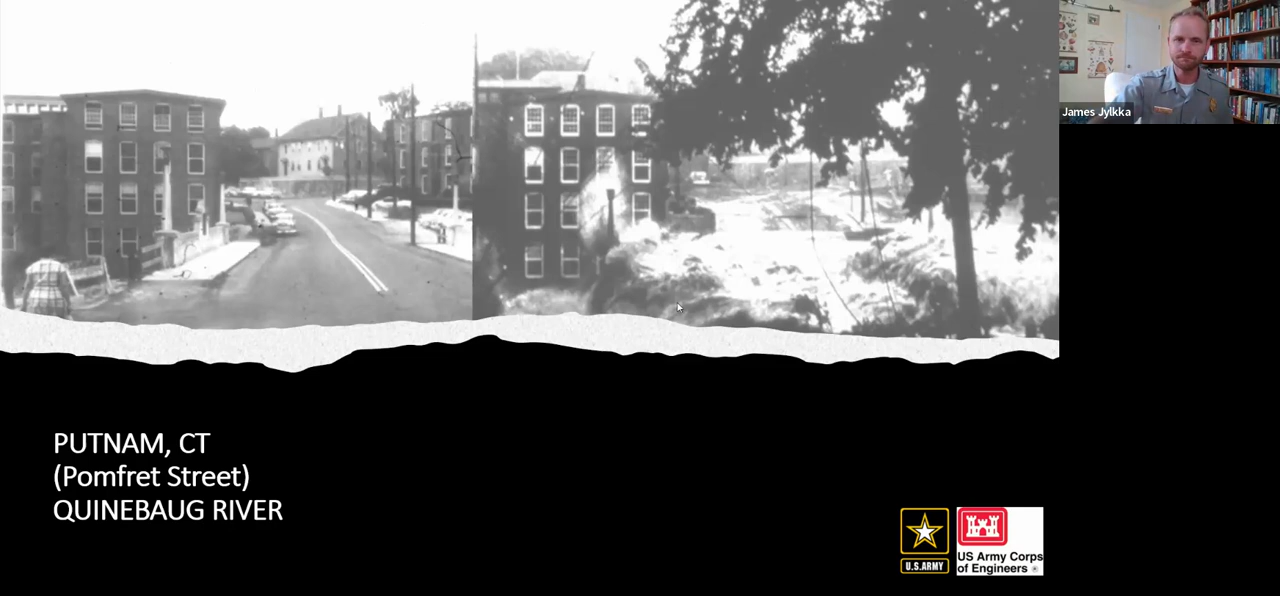 James Jylkka
PUTNAM, CT
(Pomfret Street)
QUINEBAUG RIVER
U.S.ARMY
US Army Corps
of Engineers ®